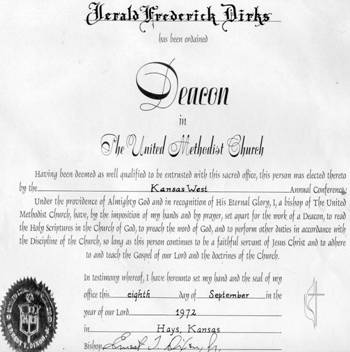 Jerald Frederick Dirks
has been ordained
Deacon
in
The United Methodist Church
Having been deemed as well qualified to be entrusted with this sacred office, this person was elected thereto
by the Kansas West Annual Conference.
Under the providence of Almighty God and in recognition of His Eternal Glory, I, a bishop of The United
Methodist Church, have, by the imposition of my hands and by prayer, set apart for the work of a Deacon, to read
the Holy Scriptures in the Church of God, to preach the word of God, and to perform other duties in accordance
with the Discipline of the Church, so long as this person continues to be a faithful servant of Jesus Christ and to adhere
to and teach the Gospel of our Lord and the doctrines of the Church.
In testimony whereof, I have hereunto set my hand and the seal of my
office this eighth day of September in the
year of our Lord 1972
in Hays, Kansas
Bishop Ernest T. Dixon, Jr.